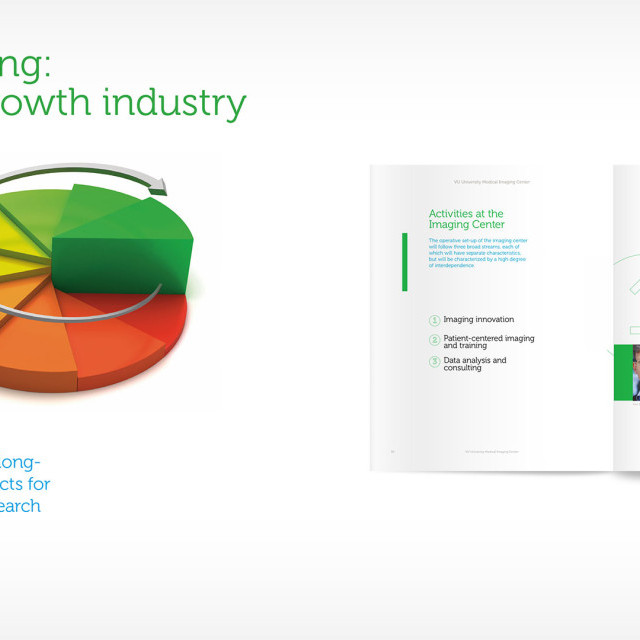 ng:
owth industry
long-
cts for
earch
VU University Medical Imaging Center
Activities at the
Imaging Center
The operative set-up of the imaging center
will follow three broad streams, each of
which will have separate characteristics,
but will be characterized by a high degree
of interdependence.
1 Imaging innovation
2 Patient-centered imaging
and training
3 Data analysis and
consulting
VU University Medical Imaging Center